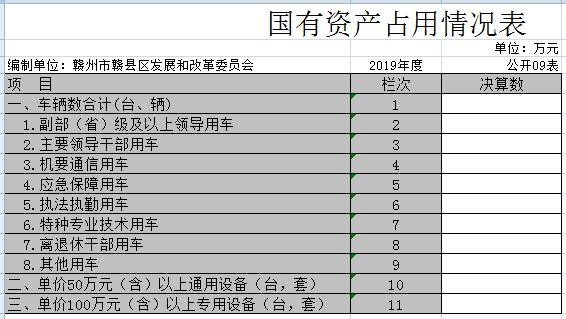 国有资产占用情况表
单位：万元
编制单位：赣州市赣县区发展和改革委员会 2019年度 公开09表
项 目 栏次 决算数
一、车辆数合计(台、辆) 1
1.副部（省）级及以上领导用车 2
2.主要领导干部用车 3
3.机要通信用车 4
4.应急保障用车 5
5.执法执勤用车 6
6.特种专业技术用车 7
7.离退休干部用车 8
8.其他用车 9
二、单价50万元（含）以上通用设备（台，套） 10
三、单价100万元（含）以上专用设备（台，套） 11